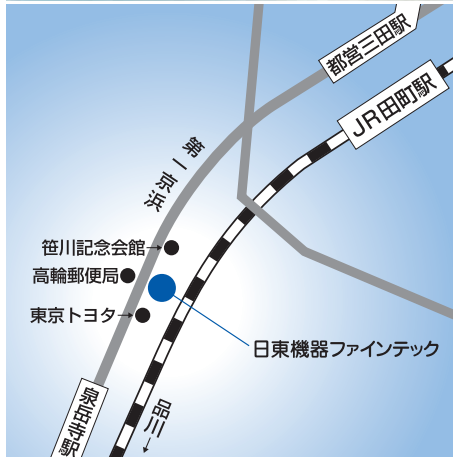 都営三田駅
JR田町駅
第一京浜
笹川記念会館→
高輪郵便局
東京トヨタ
日東機器ファインテック
泉岳寺駅
品川
↓